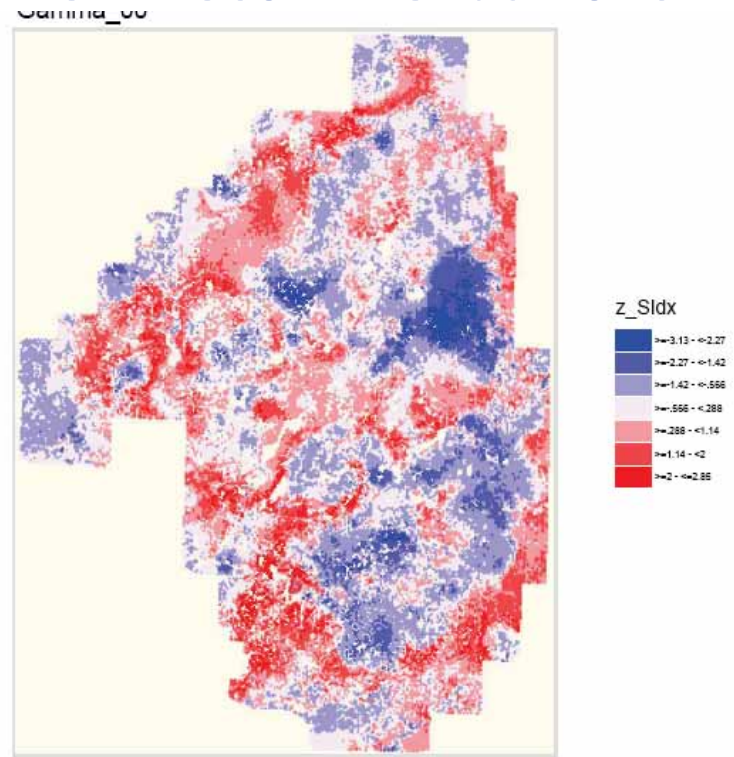 Gamma_00
z_SIdx
>=-3.13 - <-2.27
>=-2.27 - <-1.42
>=-1.42 - <-.566
>=-.566 - <.288
>=.288 - <1.14
>=1.14 - <2
>=2 - <=2.85